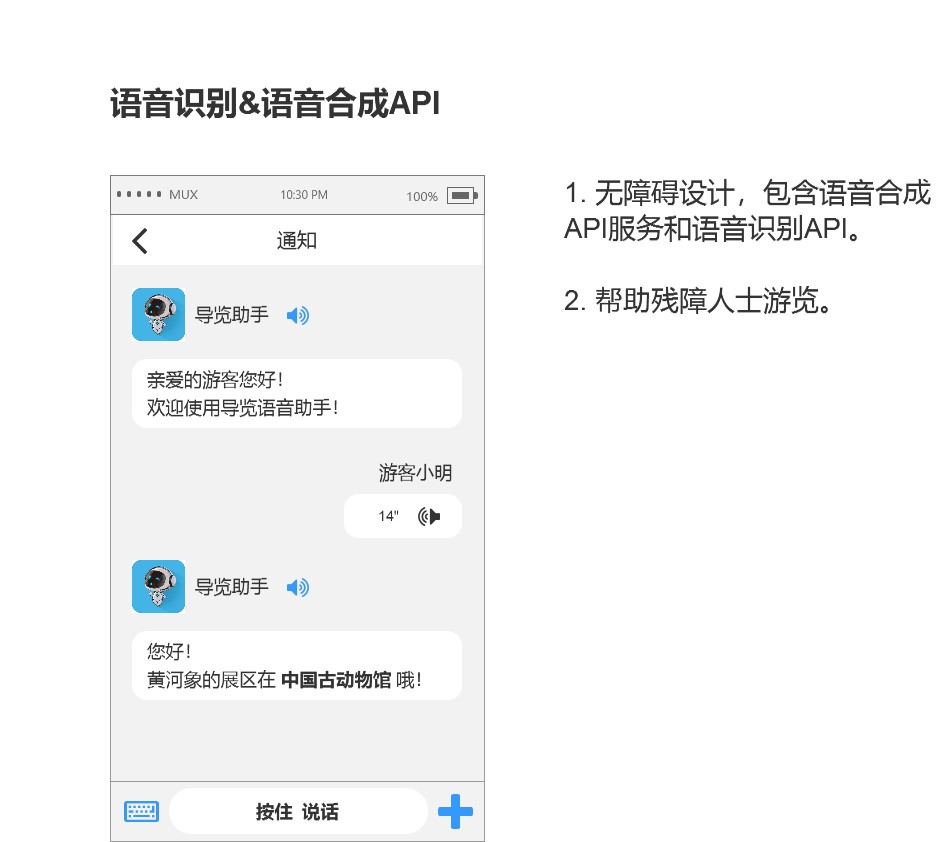 语音识别&语音合成API
MUX 10:30 PM 100%
通知
导览助手
亲爱的游客您好！
欢迎使用导览语音助手！
游客小明
14"
导览助手
您好！
黄河象的展区在 中国古动物馆 哦！
按住 说话
1. 无障碍设计，包含语音合成
API服务和语音识别API。
2. 帮助残障人士游览。